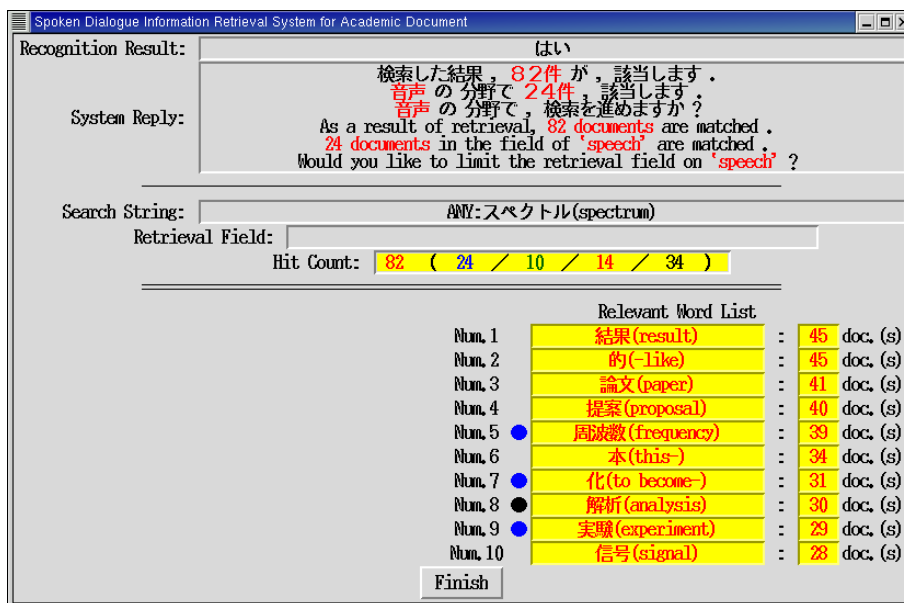 Spoken Dialogue Information Retrieval System for Academic Document
Recognition Result: はい
System Reply:
検索した結果 , 82件 が , 該当します .
音声 の 分野で 24件 , 該当します .
音声 の 分野で , 検索を進めますか ?
As a result of retrieval, 82 documents are matched .
24 documents in the field of 'speech' are matched .
Would you like to limit the retrieval field on 'speech' ?
Search String: ANY:スペクトル(spectrum)
Retrieval Field:
Hit Count: 82 ( 24 / 10 / 14 / 34 )
Relevant Word List
Num.1 結果(result) : 45 doc.(s)
Num.2 的(-like) : 45 doc.(s)
Num.3 論文(paper) : 41 doc.(s)
Num.4 提案(proposal) : 40 doc.(s)
Num.5 周波数(frequency) : 39 doc.(s)
Num.6 本(this-) : 34 doc.(s)
Num.7 化(to become-) : 31 doc.(s)
Num.8 解析(analysis) : 30 doc.(s)
Num.9 実験(experiment) : 29 doc.(s)
Num.10 信号(signal) : 28 doc.(s)
Finish